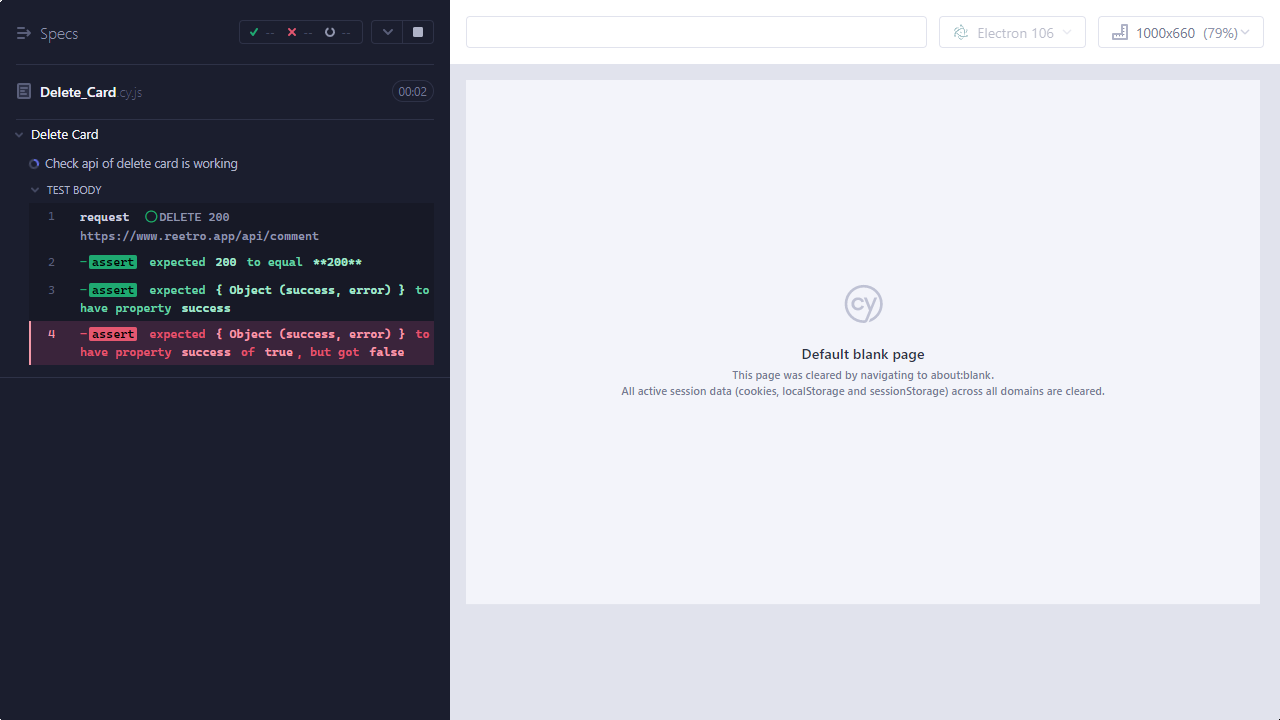 Specs
-- -- --
Electron 106
1000x660 (79%)
Delete_Card.cy.js
00:02
Delete Card
Check api of delete card is working
TEST BODY
1 request DELETE 200
https://www.reetro.app/api/comment
2 -assert expected 200 to equal **200**
3 -assert expected { Object (success, error) } to
have property success
4 -assert expected { Object (success, error) } to
have property success of true, but got false
cy
Default blank page
This page was cleared by navigating to about:blank.
All active session data (cookies, localStorage and sessionStorage) across all domains are cleared.